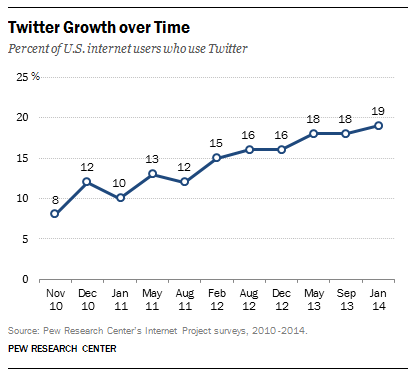 Twitter Growth over Time
Percent of U.S. internet users who use Twitter
25 %
20
15
10
5
0
8
12
10
13
12
15
16
16
18
18
19
Nov Dec Jan May Aug Feb Aug Dec May Sep Jan
10 10 11 11 11 12 12 12 13 13 14
Source: Pew Research Center's Internet Project surveys, 2010-2014.
PEW RESEARCH CENTER